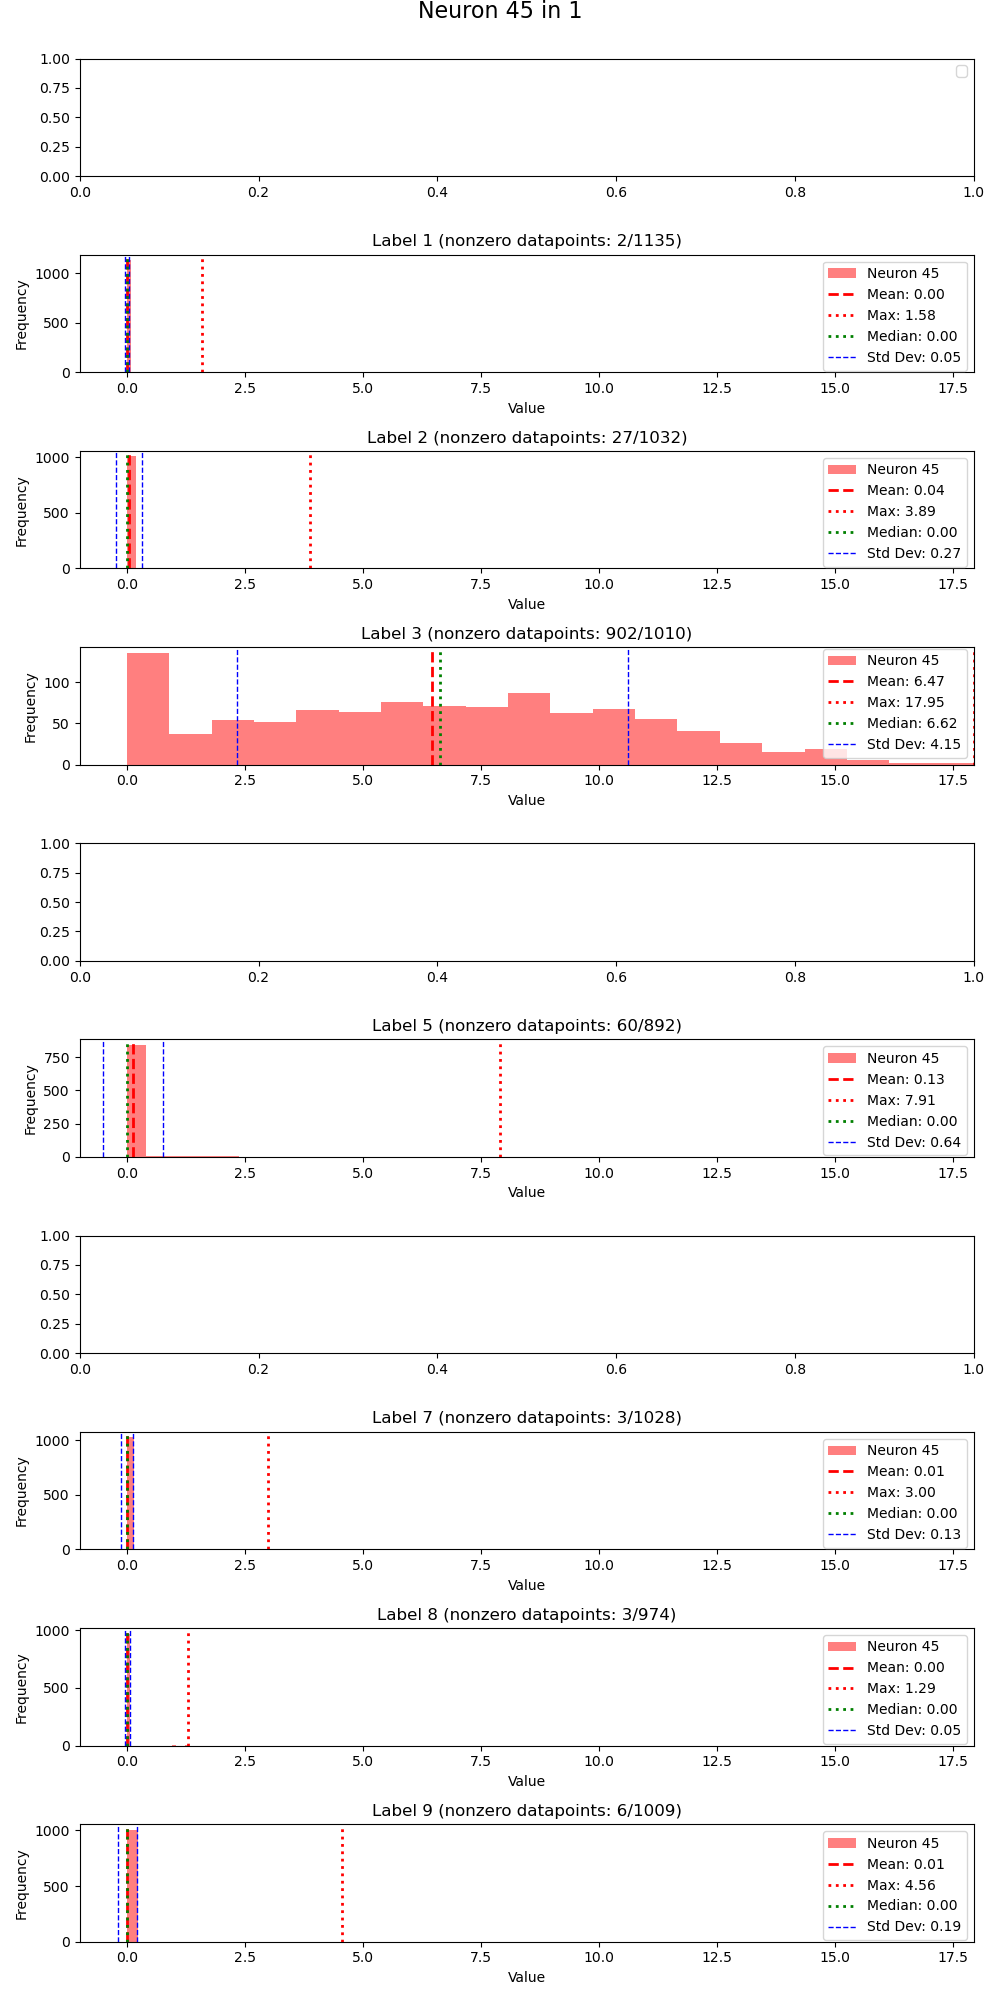 Neuron 45 in 1
1.00
0.75
0.50
0.25
0.00
0.0 0.2 0.4 0.6 0.8 1.0
Label 1 (nonzero datapoints: 2/1135)
Frequency
1000
500
0
Neuron 45
Mean: 0.00
Max: 1.58
Median: 0.00
Std Dev: 0.05
0.0 2.5 5.0 7.5 10.0 12.5 15.0 17.5
Value
Label 2 (nonzero datapoints: 27/1032)
Frequency
1000
500
0
Neuron 45
Mean: 0.04
Max: 3.89
Median: 0.00
Std Dev: 0.27
0.0 2.5 5.0 7.5 10.0 12.5 15.0 17.5
Value
Label 3 (nonzero datapoints: 902/1010)
Frequency
100
50
0
Neuron 45
Mean: 6.47
Max: 17.95
Median: 6.62
Std Dev: 4.15
0.0 2.5 5.0 7.5 10.0 12.5 15.0 17.5
Value
1.00
0.75
0.50
0.25
0.00
0.0 0.2 0.4 0.6 0.8 1.0
Label 5 (nonzero datapoints: 60/892)
Frequency
750
500
250
0
Neuron 45
Mean: 0.13
Max: 7.91
Median: 0.00
Std Dev: 0.64
0.0 2.5 5.0 7.5 10.0 12.5 15.0 17.5
Value
1.00
0.75
0.50
0.25
0.00
0.0 0.2 0.4 0.6 0.8 1.0
Label 7 (nonzero datapoints: 3/1028)
Frequency
1000
500
0
Neuron 45
Mean: 0.01
Max: 3.00
Median: 0.00
Std Dev: 0.13
0.0 2.5 5.0 7.5 10.0 12.5 15.0 17.5
Value
Label 8 (nonzero datapoints: 3/974)
Frequency
1000
500
0
Neuron 45
Mean: 0.00
Max: 1.29
Median: 0.00
Std Dev: 0.05
0.0 2.5 5.0 7.5 10.0 12.5 15.0 17.5
Value
Label 9 (nonzero datapoints: 6/1009)
Frequency
1000
500
0
Neuron 45
Mean: 0.01
Max: 4.56
Median: 0.00
Std Dev: 0.19
0.0 2.5 5.0 7.5 10.0 12.5 15.0 17.5
Value